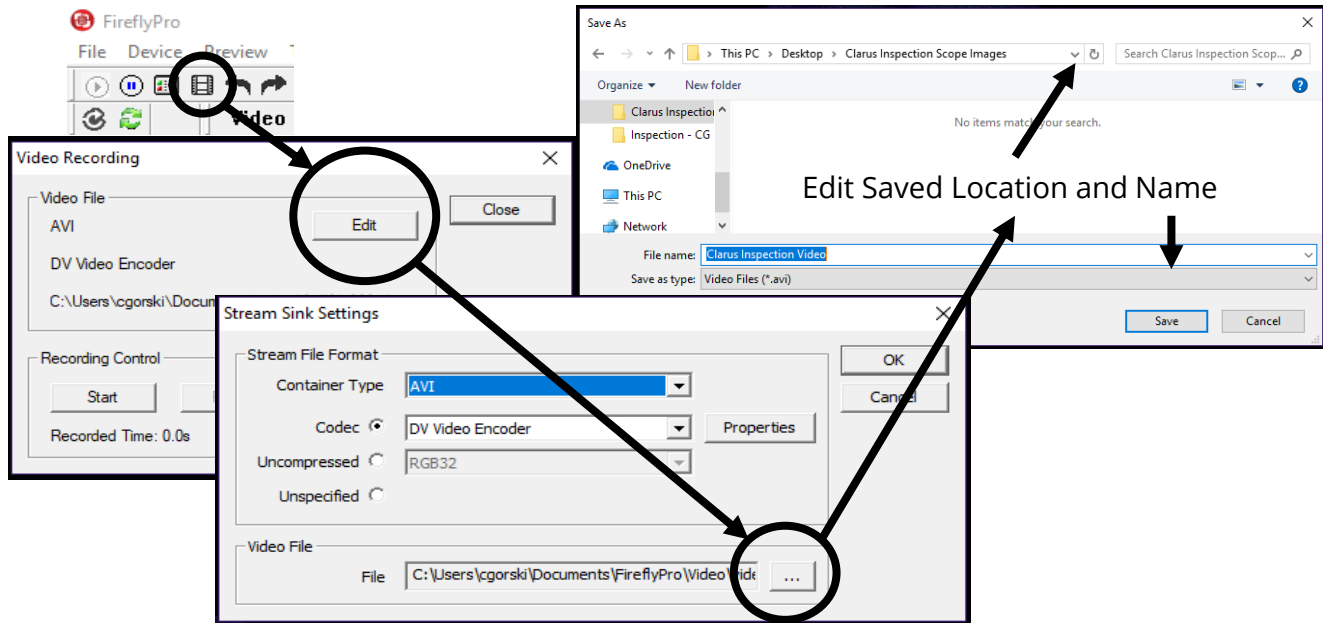 FireflyPro
File Device Preview
Video
Video Recording
Video File
AVI
Edit
Close
DV Video Encoder
C:\Users\cgorski\Docum
Recording Control
Start
Recorded Time: 0.0s
Stream Sink Settings
Stream File Format
Container Type AVI
Codec DV Video Encoder Properties
Uncompressed RGB32
Unspecified
OK
Cancel
Video File
File C:\Users\cgorski\Documents\FireflyPro\Video\vide ...
Save As
This PC > Desktop > Clarus Inspection Scope Images
Search Clarus Inspection Scop...
Organize New folder
Clarus Inspection
Inspection - CG
OneDrive
This PC
Network
No items match your search.
Edit Saved Location and Name
File name: Clarus Inspection Video
Save as type: Video Files (*.avi)
Save Cancel